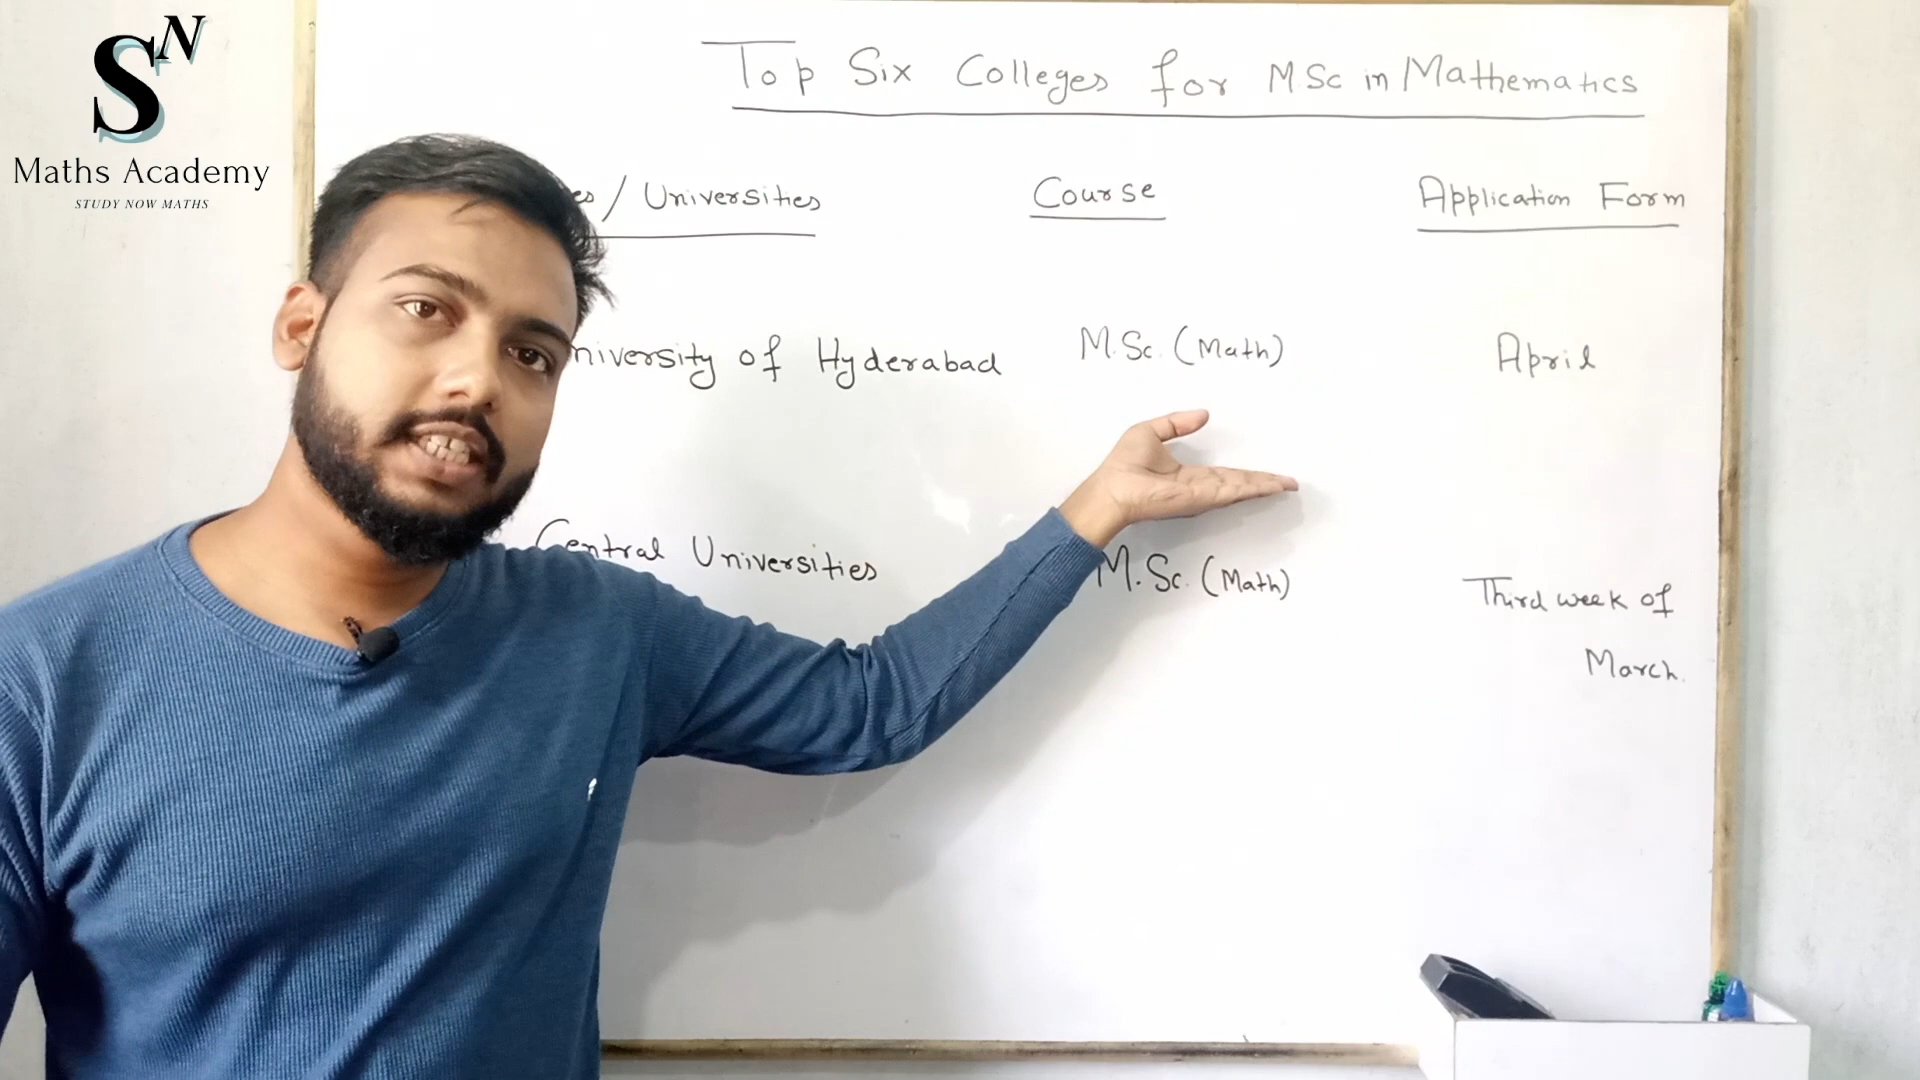 SN
Maths Academy
STUDY NOW MATHS
Top Six Colleges for MSc in Mathematics
/ Universities Course Application Form
niversity of Hyderabad M.Sc. (Math) April
Central Universities M.Sc. (Math) Third week of
March.